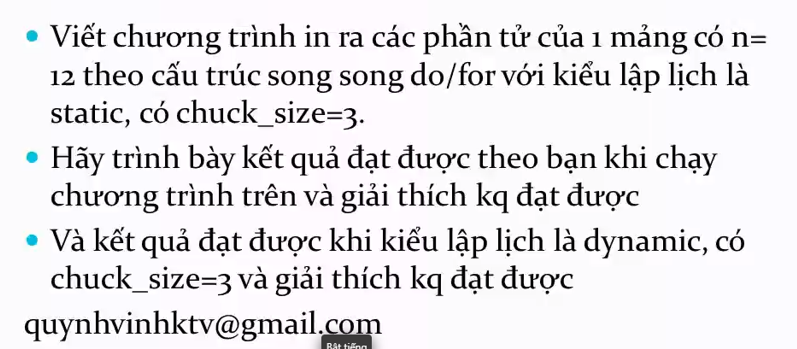 • Viết chương trình in ra các phần tử của 1 mảng có n=
12 theo cấu trúc song song do/for với kiểu lập lịch là
static, có chuck_size=3.
• Hãy trình bày kết quả đạt được theo bạn khi chạy
chương trình trên và giải thích kq đạt được
• Và kết quả đạt được khi kiểu lập lịch là dynamic, có
chuck_size=3 và giải thích kq đạt được
quynhvinhktv@gmail.com
Bật tiếng